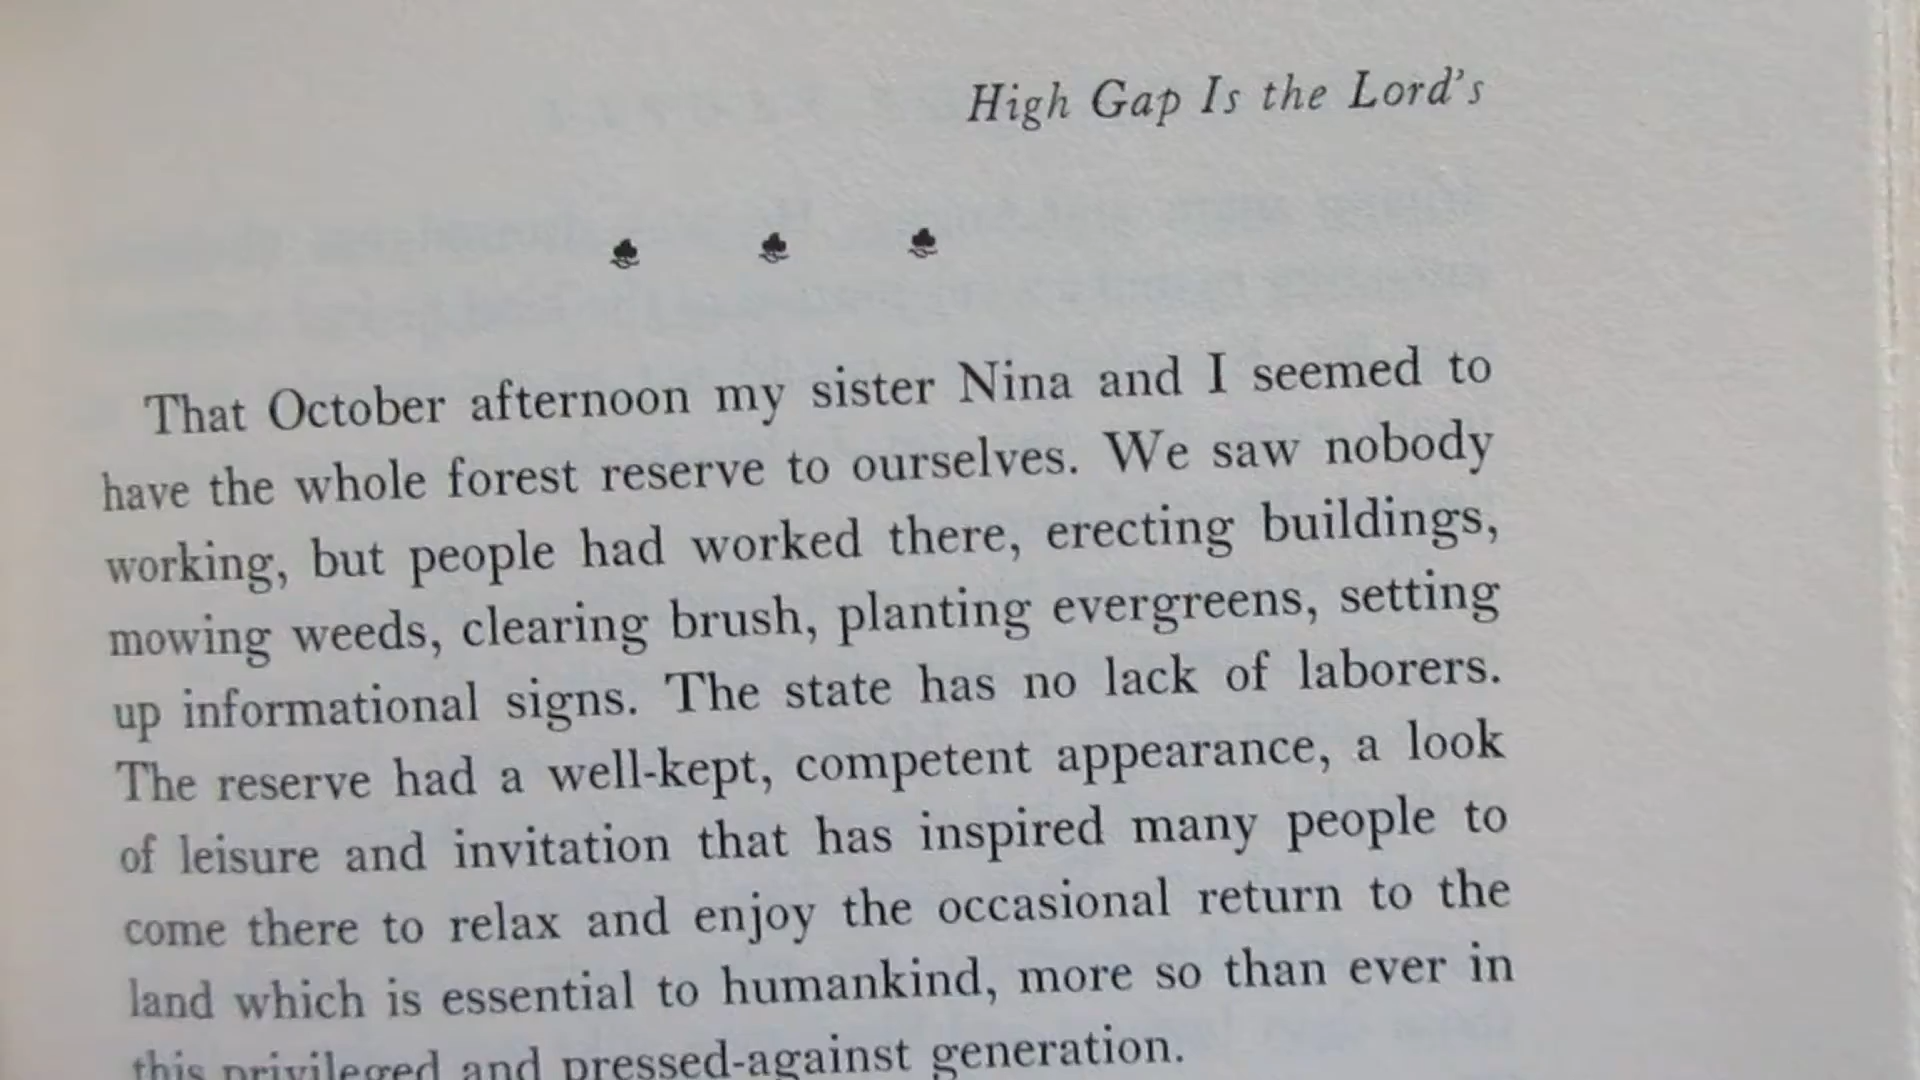 High Gap Is the Lord's
That October afternoon my sister Nina and I seemed to
have the whole forest reserve to ourselves. We saw nobody
working, but people had worked there, erecting buildings,
mowing weeds, clearing brush, planting evergreens, setting
up informational signs. The state has no lack of laborers.
The reserve had a well-kept, competent appearance, a look
of leisure and invitation that has inspired many people to
come there to relax and enjoy the occasional return to the
land which is essential to humankind, more so than ever in
this privileged and pressed-against generation.